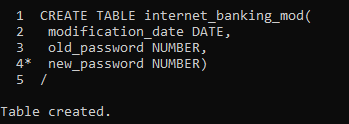 1 CREATE TABLE internet_banking_mod(
2 modification_date DATE,
3 old_password NUMBER,
4* new_password NUMBER)
5 /
Table created.